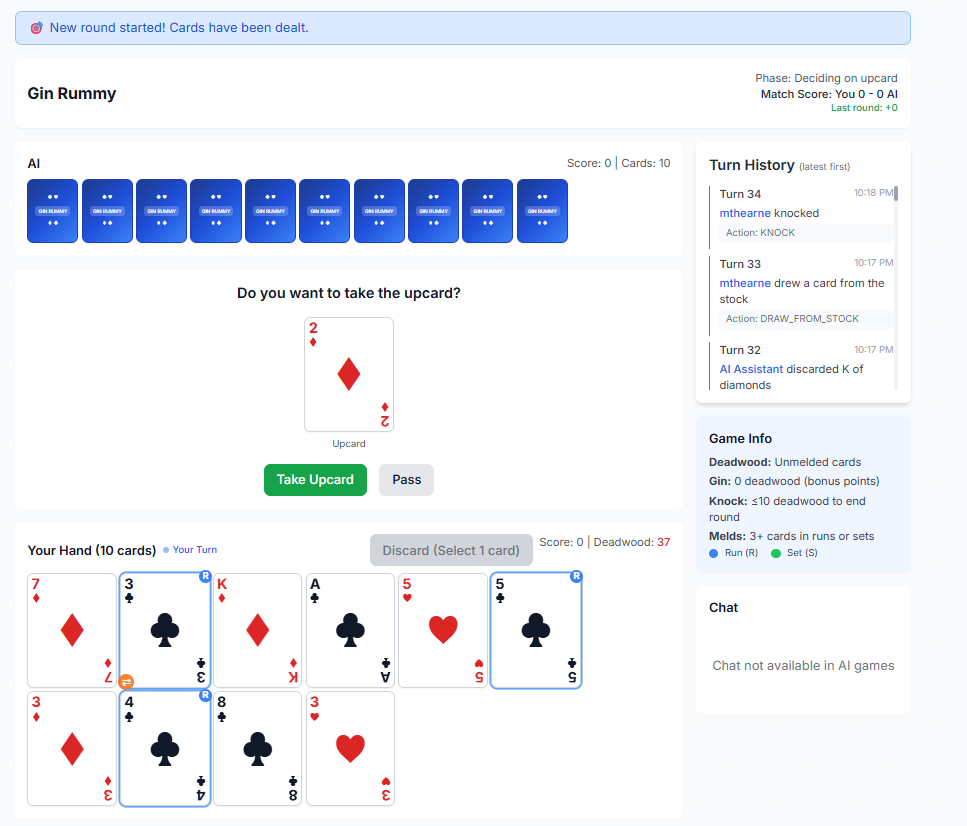 🎯 New round started! Cards have been dealt.
Gin Rummy
Phase: Deciding on upcard
Match Score: You 0 - 0 AI
Last round: +0
AI
Score: 0 | Cards: 10
GIN RUMMY GIN RUMMY GIN RUMMY GIN RUMMY GIN RUMMY GIN RUMMY GIN RUMMY GIN RUMMY GIN RUMMY GIN RUMMY
Do you want to take the upcard?
2♦
2♦
Upcard
Take Upcard
Pass
Your Hand (10 cards)
Your Turn
Discard (Select 1 card)
Score: 0 | Deadwood: 37
7♦ 3♣ R K♦ A♣ 5♥ 5♣ R
7♦ 3♣ K♦ A♣ 5♥ 5♣
3♦ 4♣ R 8♣ 3♥
3♦ 4♣ 8♣ 3♥
Turn History (latest first)
Turn 34 10:18 PM
mthearne knocked
Action: KNOCK
Turn 33 10:17 PM
mthearne drew a card from the
stock
Action: DRAW_FROM_STOCK
Turn 32 10:17 PM
AI Assistant discarded K of
diamonds
Game Info
Deadwood: Unmelded cards
Gin: 0 deadwood (bonus points)
Knock: ≤10 deadwood to end
round
Melds: 3+ cards in runs or sets
Run (R) Set (S)
Chat
Chat not available in AI games